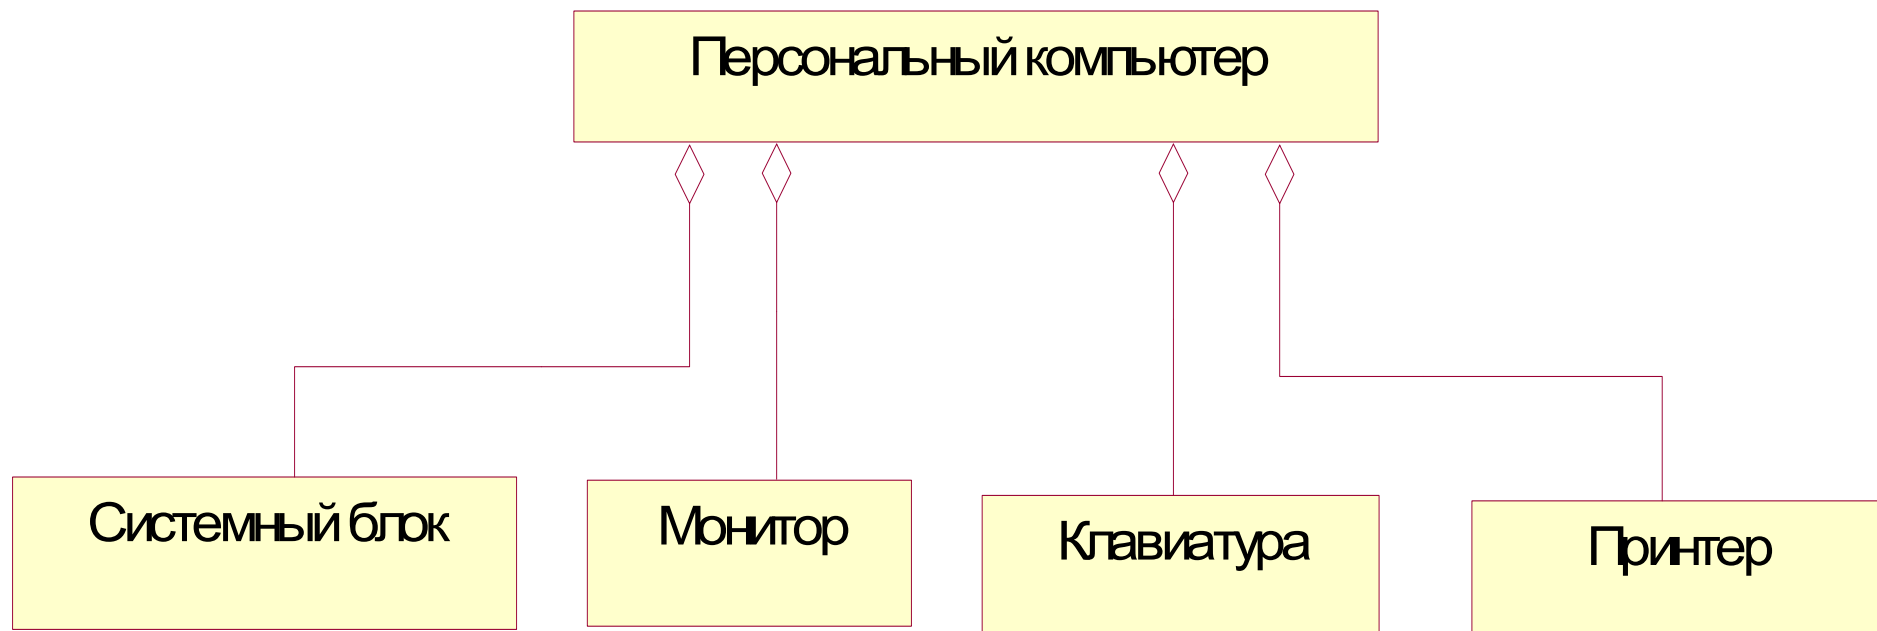 Персональный компьютер
Системный блок
Монитор
Клавиатура
Принтер